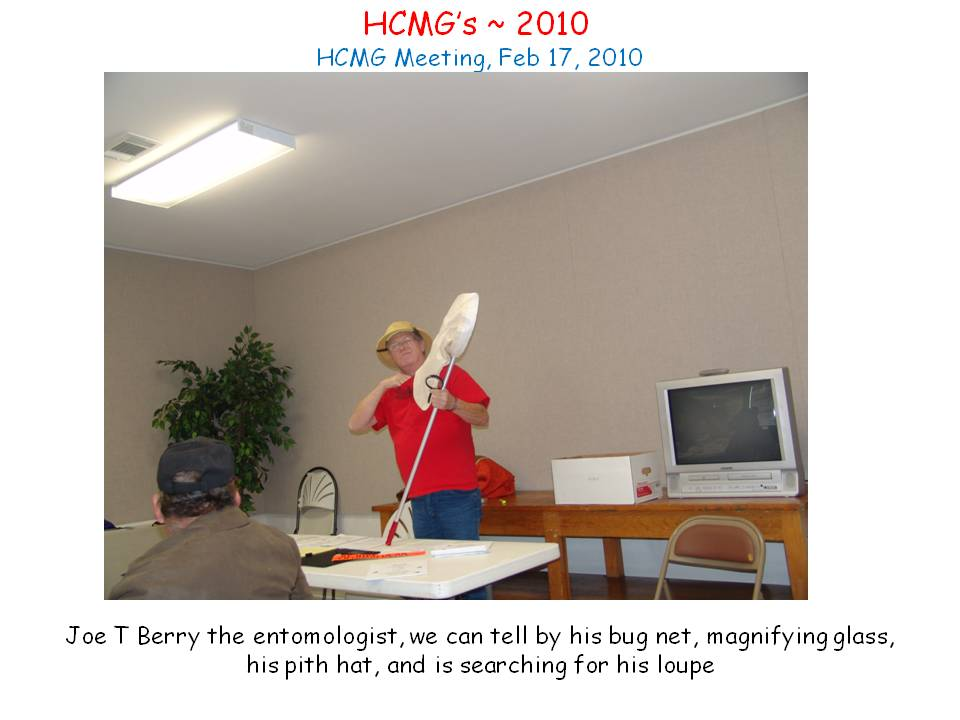 HCMG's ~ 2010
HCMG Meeting, Feb 17, 2010
Joe T Berry the entomologist, we can tell by his bug net, magnifying glass,
his pith hat, and is searching for his loupe